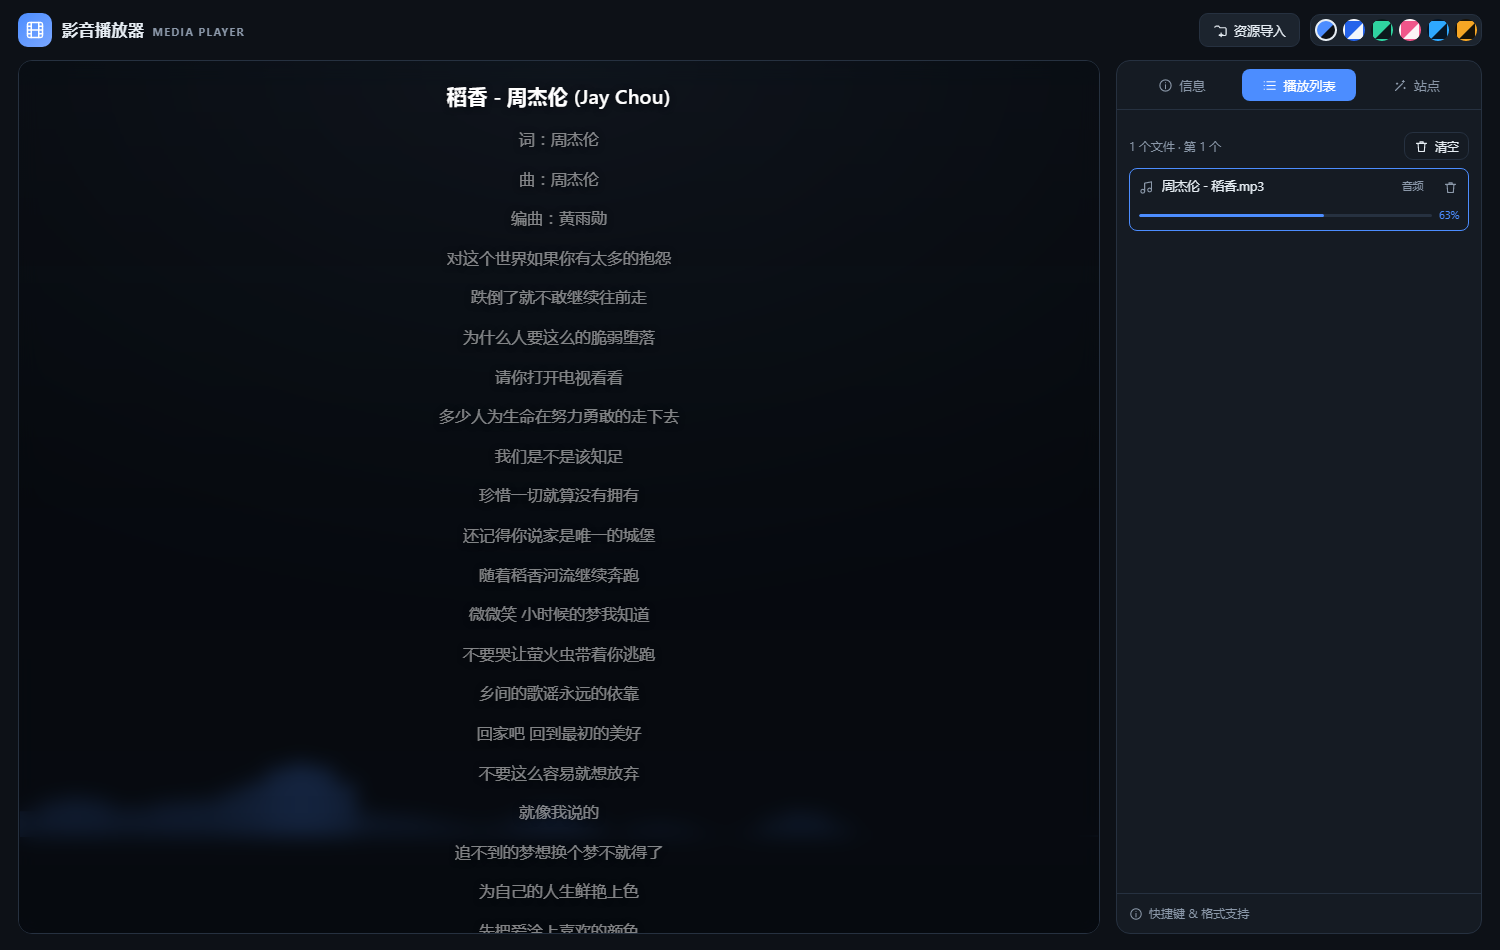 影音播放器 MEDIA PLAYER
资源导入
稻香 - 周杰伦 (Jay Chou)
词：周杰伦
曲：周杰伦
编曲：黄雨勋
对这个世界如果你有太多的抱怨
跌倒了就不敢继续往前走
为什么人要这么的脆弱堕落
请你打开电视看看
多少人为生命在努力勇敢的走下去
我们是不是该知足
珍惜一切就算没有拥有
还记得你说家是唯一的城堡
随着稻香河流继续奔跑
微微笑 小时候的梦我知道
不要哭让萤火虫带着你逃跑
乡间的歌谣永远的依靠
回家吧 回到最初的美好
不要这么容易就想放弃
就像我说的
追不到的梦想换个梦不就得了
为自己的人生鲜艳上色
先把爱涂上喜欢的颜色
信息
播放列表
站点
1 个文件 · 第 1 个
清空
周杰伦 - 稻香.mp3
音频
63%
快捷键 & 格式支持